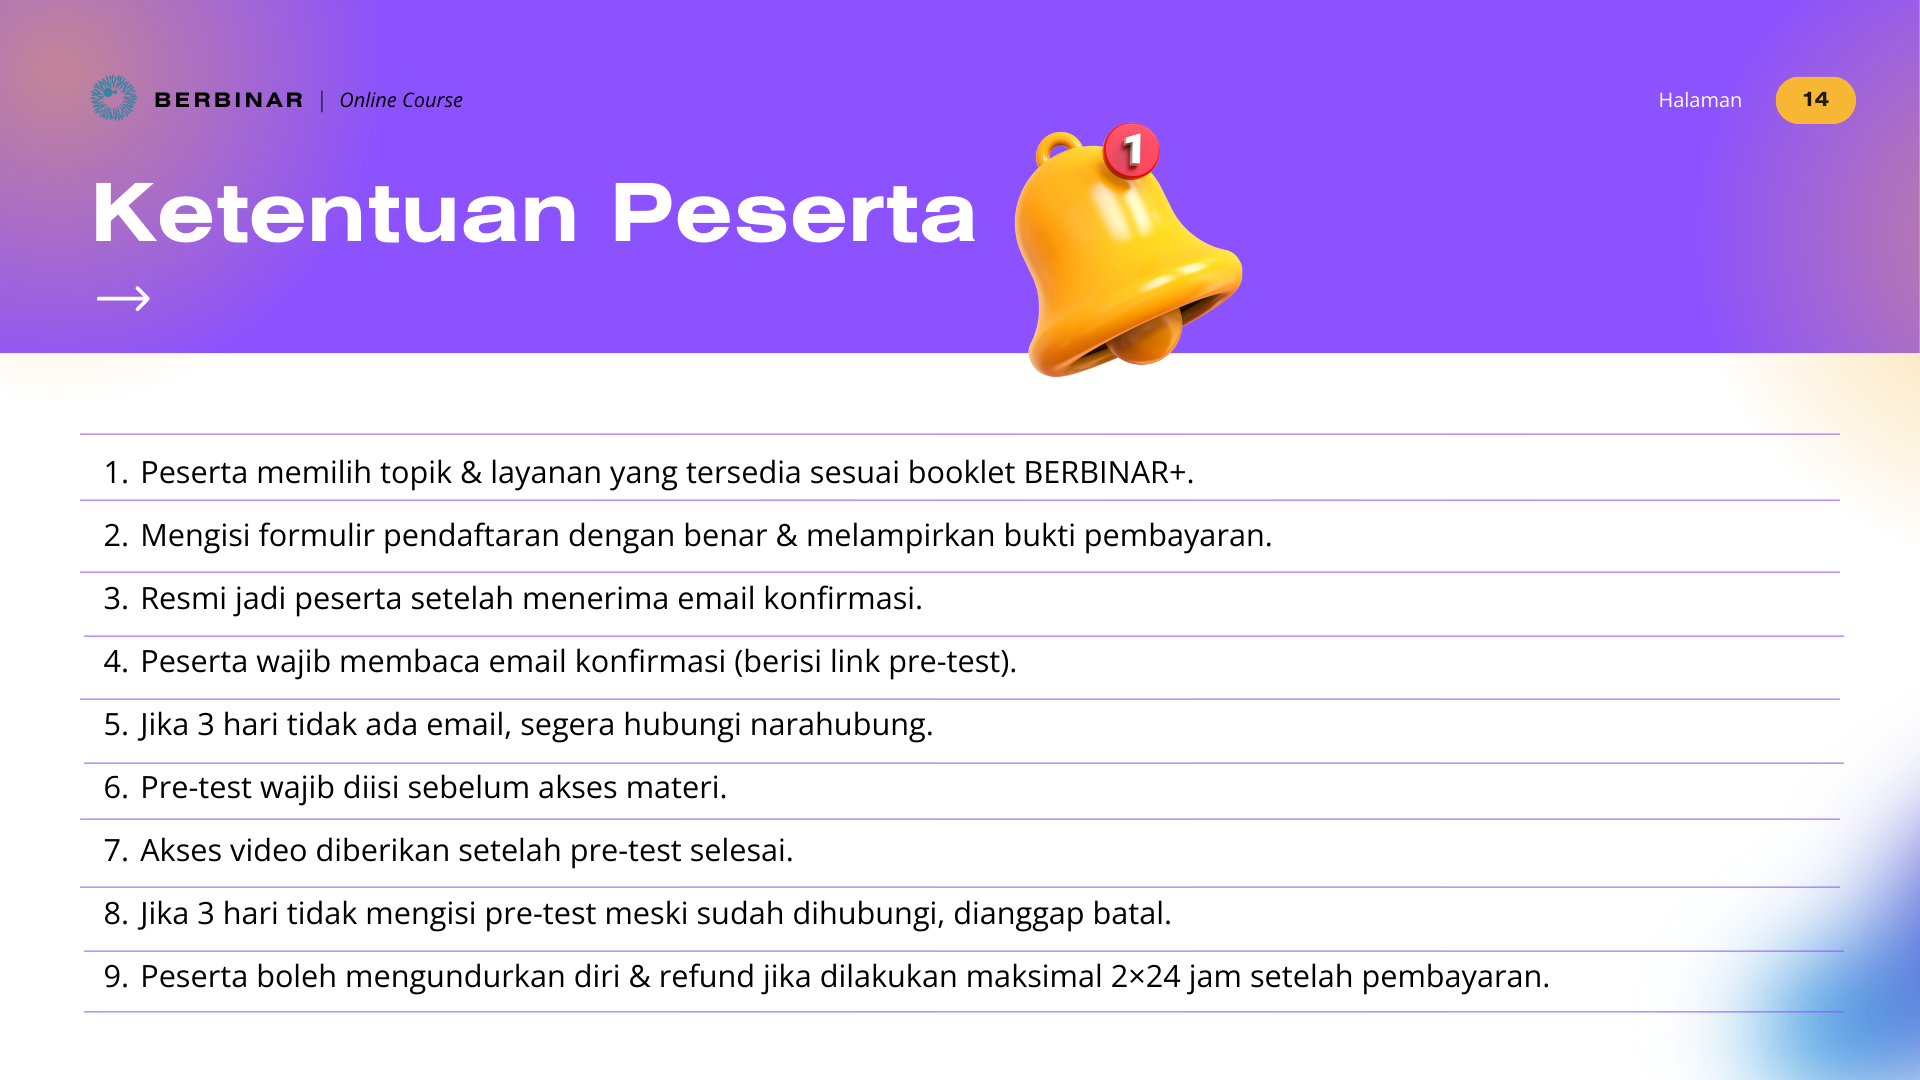 BERBINAR | Online Course
Halaman 14
1
Ketentuan Peserta
1. Peserta memilih topik & layanan yang tersedia sesuai booklet BERBINAR+.
2. Mengisi formulir pendaftaran dengan benar & melampirkan bukti pembayaran.
3. Resmi jadi peserta setelah menerima email konfirmasi.
4. Peserta wajib membaca email konfirmasi (berisi link pre-test).
5. Jika 3 hari tidak ada email, segera hubungi narahubung.
6. Pre-test wajib diisi sebelum akses materi.
7. Akses video diberikan setelah pre-test selesai.
8. Jika 3 hari tidak mengisi pre-test meski sudah dihubungi, dianggap batal.
9. Peserta boleh mengundurkan diri & refund jika dilakukan maksimal 2×24 jam setelah pembayaran.